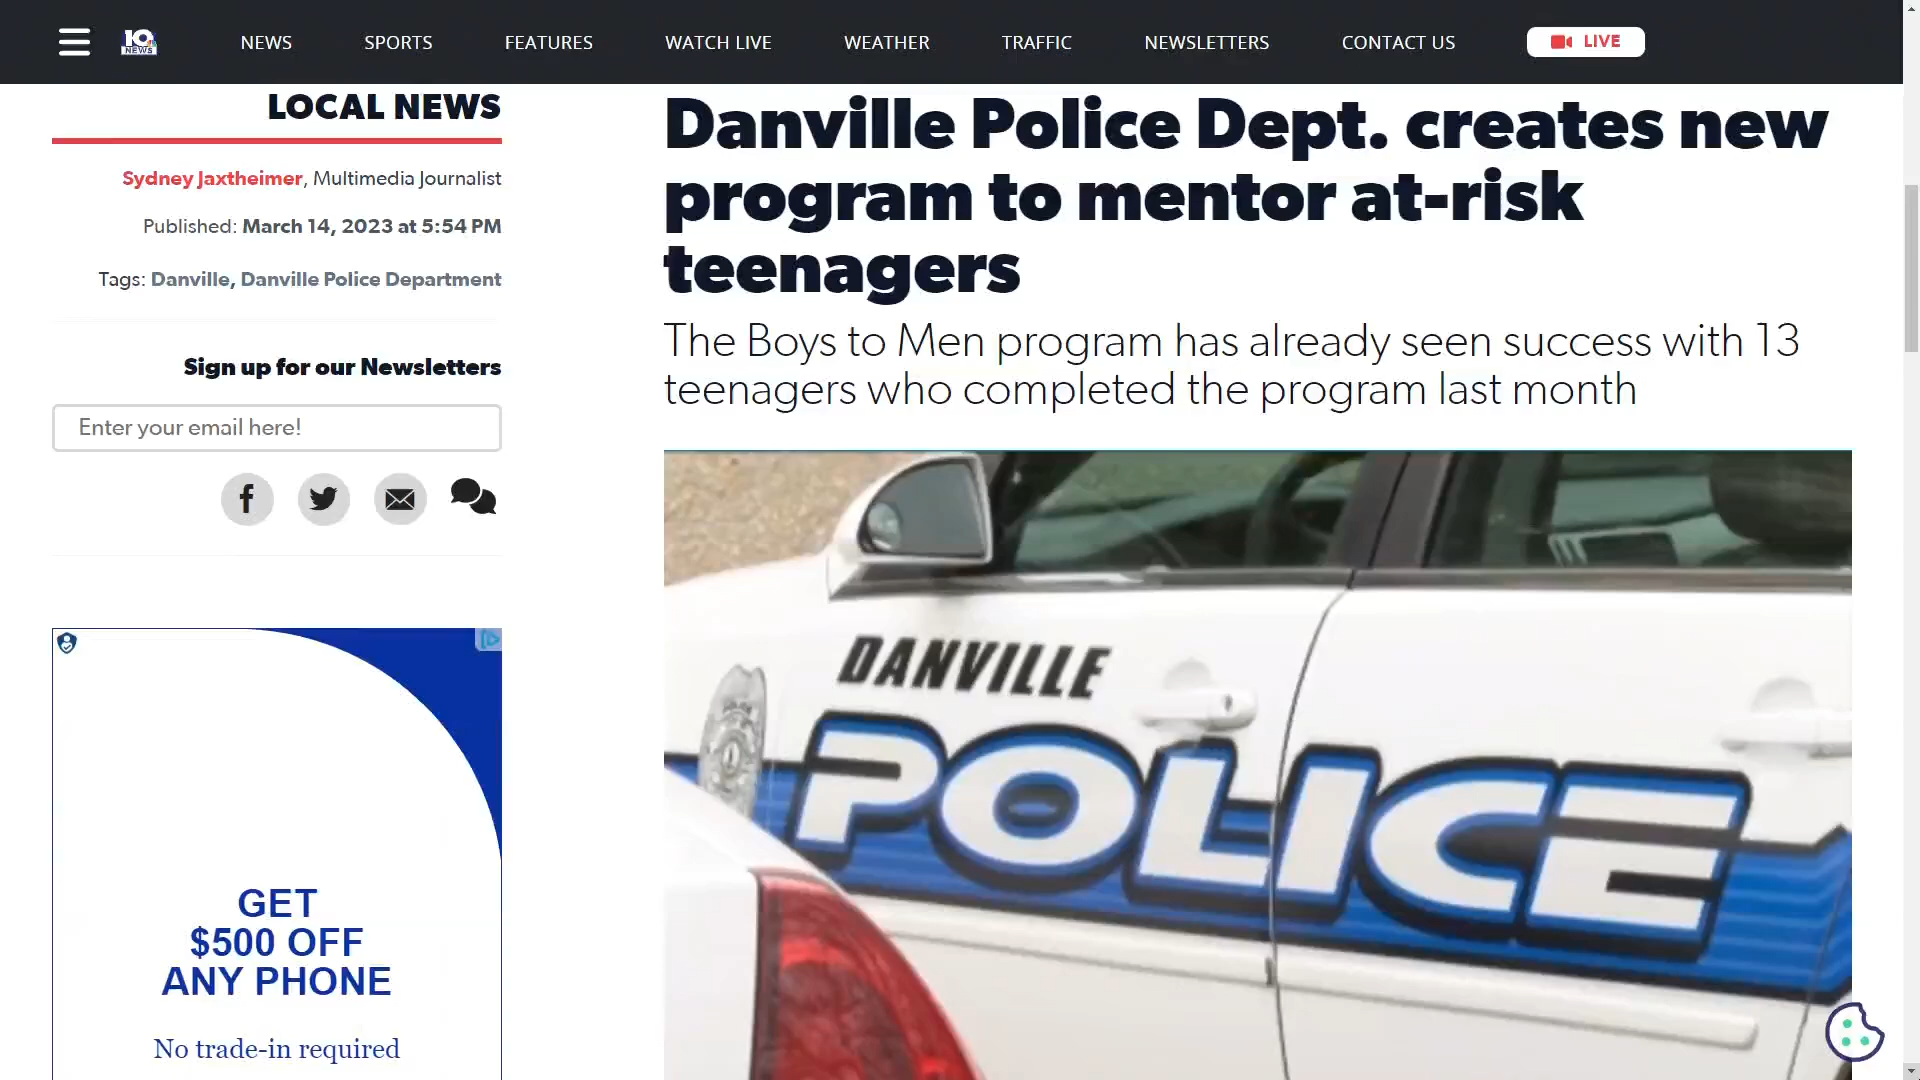 10
NEWS
NEWS
SPORTS
FEATURES
WATCH LIVE
WEATHER
TRAFFIC
NEWSLETTERS
CONTACT US
LIVE
LOCAL NEWS
Sydney Jaxtheimer, Multimedia Journalist
Published: March 14, 2023 at 5:54 PM
Tags: Danville, Danville Police Department
Sign up for our Newsletters
Enter your email here!
GET
$500 OFF
ANY PHONE
No trade-in required
Danville Police Dept. creates new
program to mentor at-risk
teenagers
The Boys to Men program has already seen success with 13
teenagers who completed the program last month
DANVILLE
POLICE